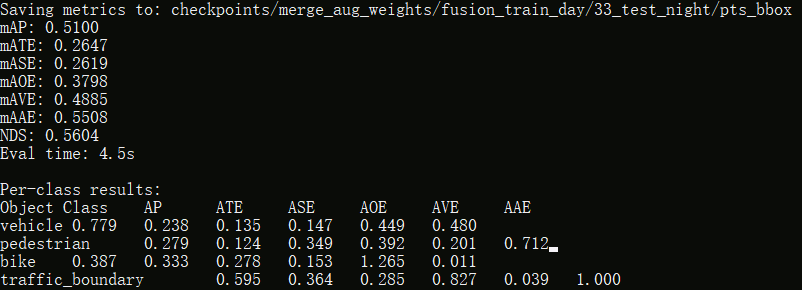 Saving metrics to: checkpoints/merge_aug_weights/fusion_train_day/33_test_night/pts_bbox
mAP: 0.5100
mATE: 0.2647
mASE: 0.2619
mAOE: 0.3798
mAVE: 0.4885
mAAE: 0.5508
NDS: 0.5604
Eval time: 4.5s
Per-class results:
Object Class AP ATE ASE AOE AVE AAE
vehicle 0.779 0.238 0.135 0.147 0.449 0.480
pedestrian 0.279 0.124 0.349 0.392 0.201 0.712
bike 0.387 0.333 0.278 0.153 1.265 0.011
traffic_boundary 0.595 0.364 0.285 0.827 0.039 1.000